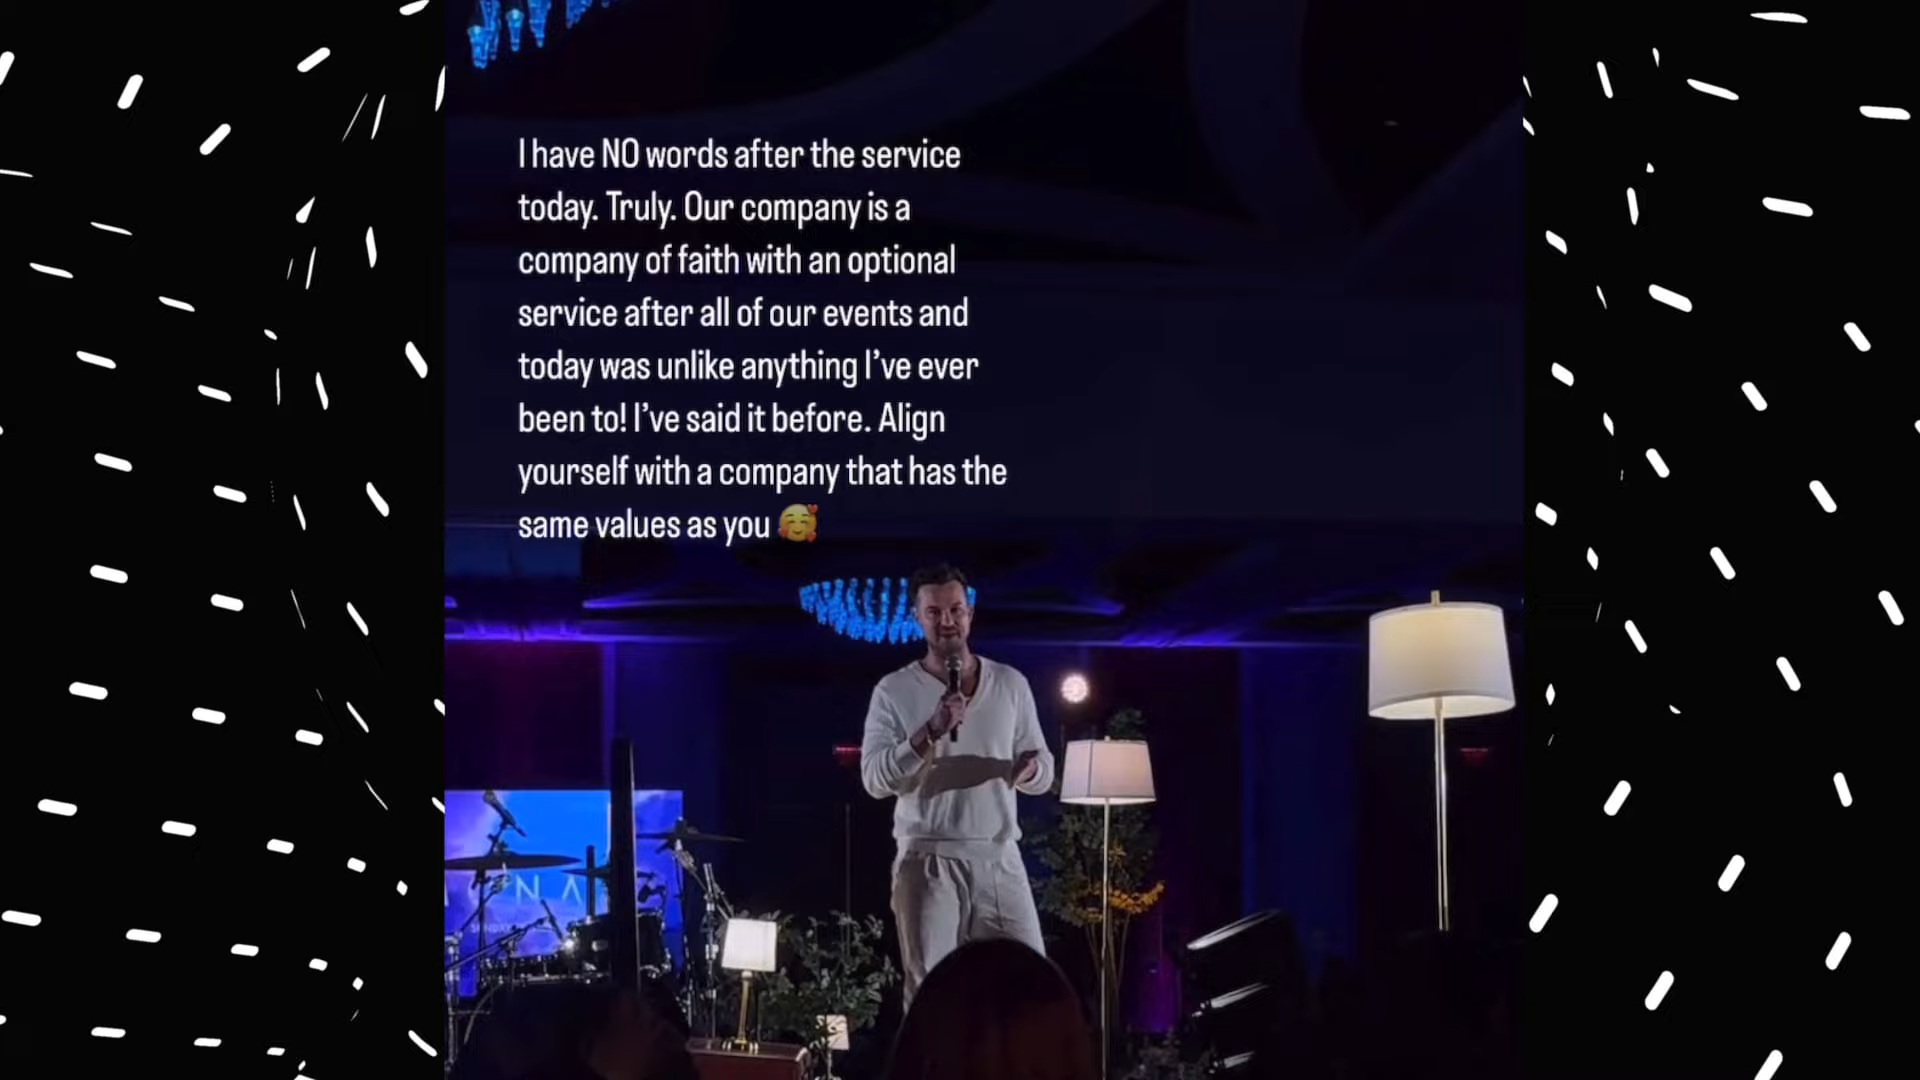 I have NO words after the service
today. Truly. Our company is a
company of faith with an optional
service after all of our events and
today was unlike anything I've ever
been to! I've said it before. Align
yourself with a company that has the
same values as you 🥰